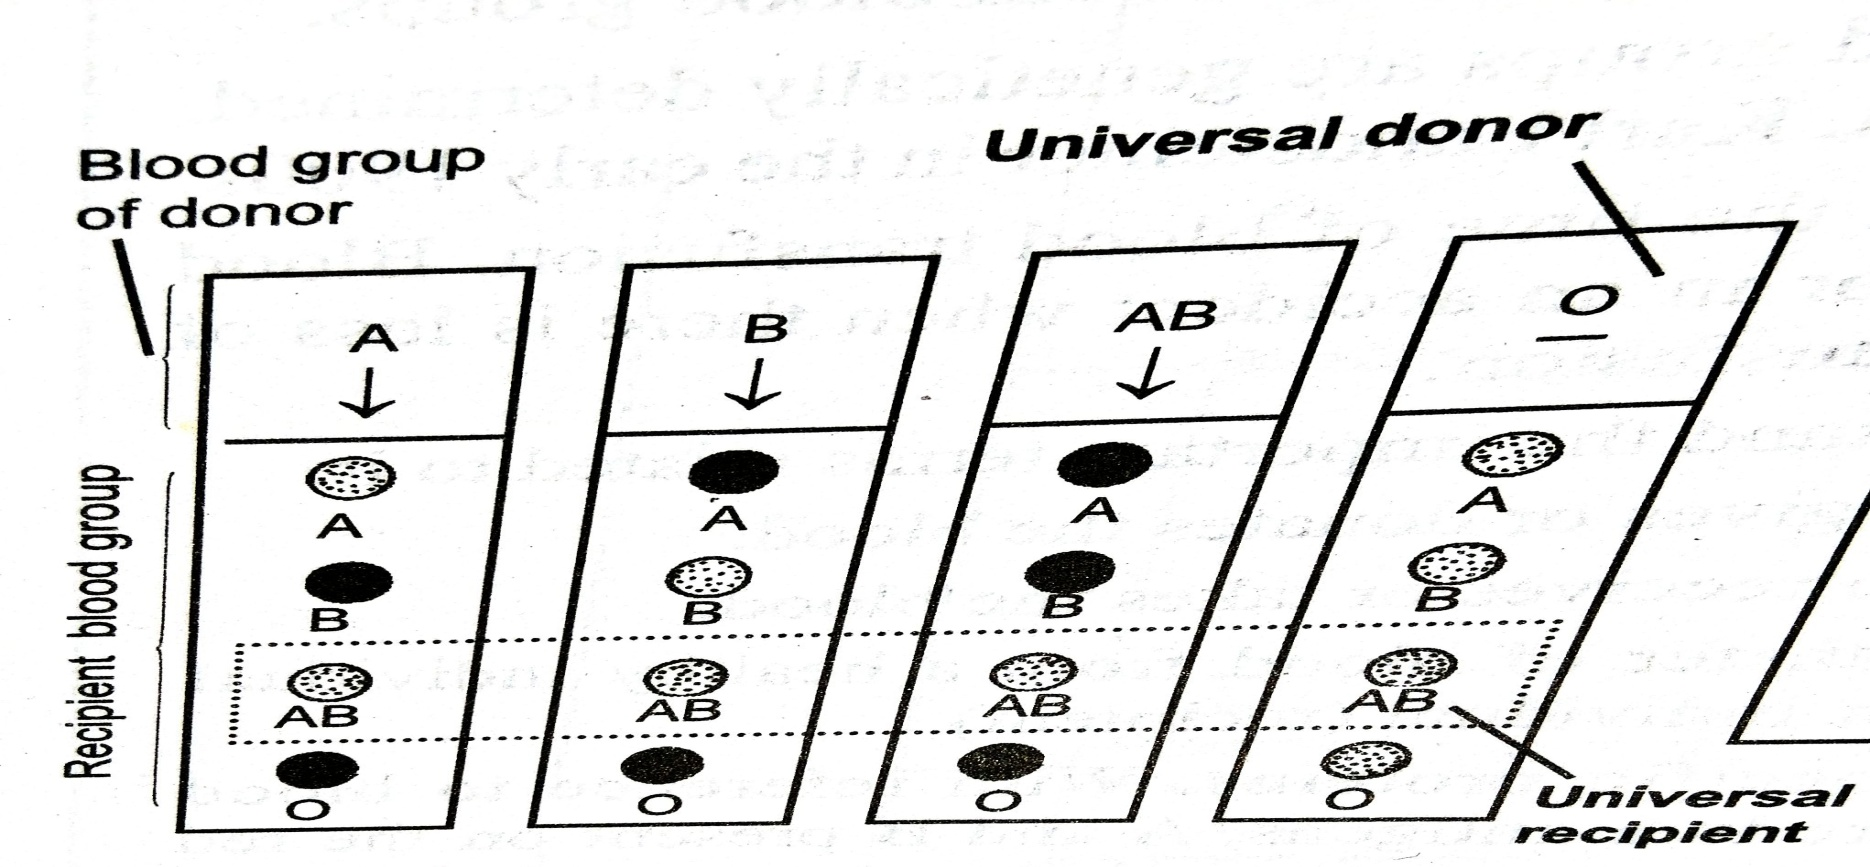 Blood group
of donor
Universal donor
A
B
AB
O
Recipient blood group
A
A
A
A
B
B
B
B
AB
AB
AB
AB
O
O
O
O
Universal
recipient